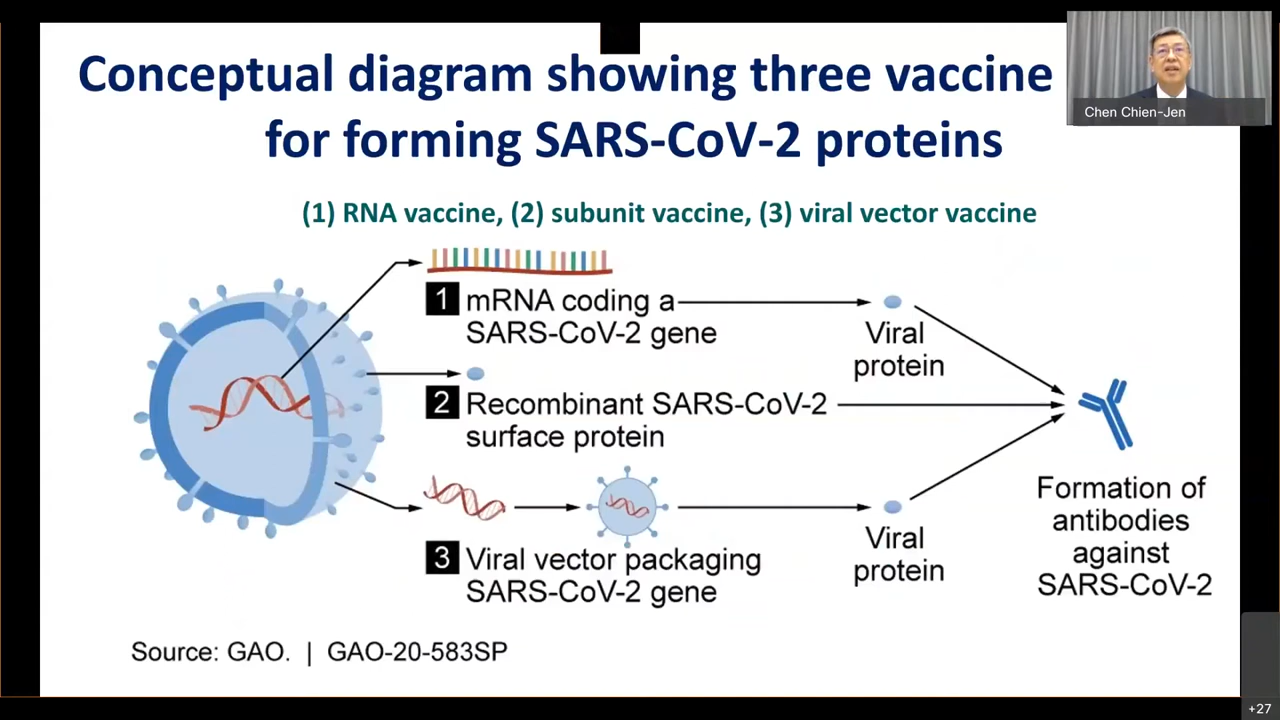 Conceptual diagram showing three vaccine
for forming SARS-CoV-2 proteins
Chen Chien-Jen
(1) RNA vaccine, (2) subunit vaccine, (3) viral vector vaccine
1 mRNA coding a
SARS-CoV-2 gene
Viral
protein
2 Recombinant SARS-CoV-2
surface protein
3 Viral vector packaging
SARS-CoV-2 gene
Viral
protein
Formation of
antibodies
against
SARS-CoV-2
Source: GAO. | GAO-20-583SP
+27